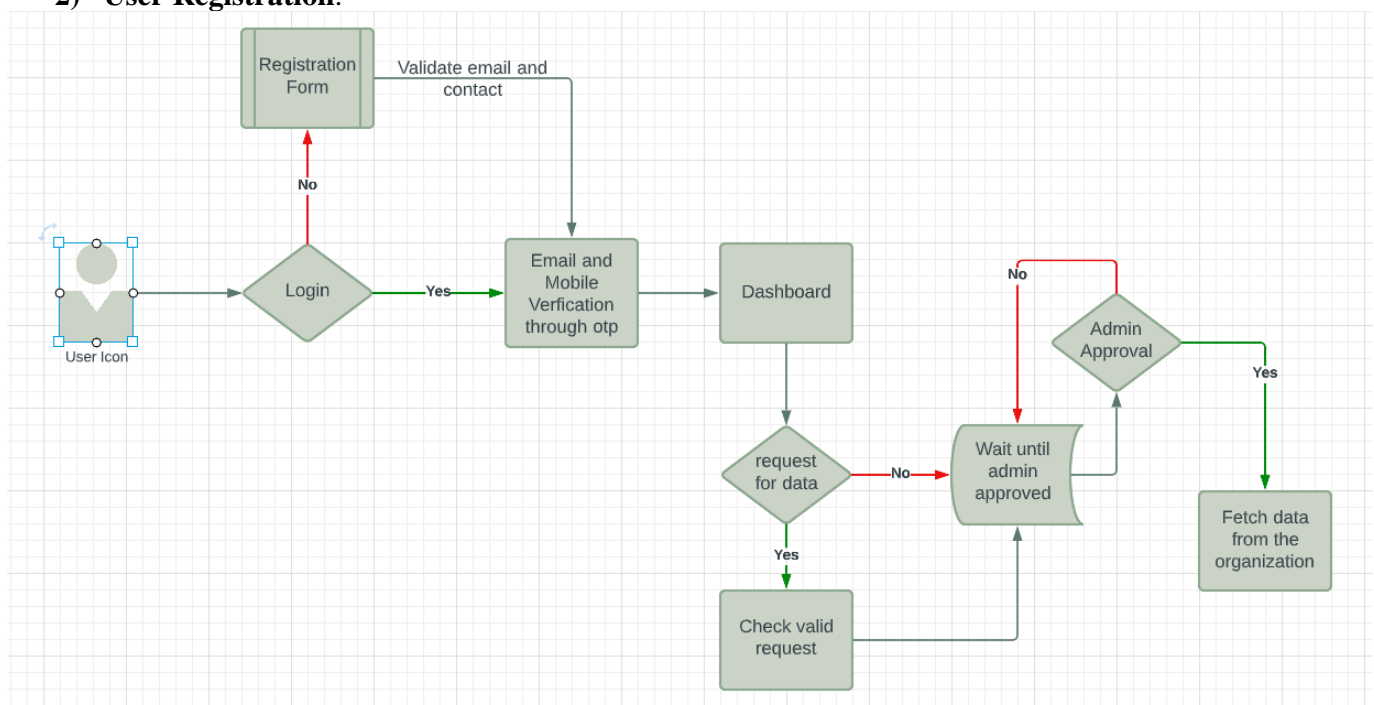 2) User Registration:
Registration
Form
Validate email and
contact
No
Login
Yes
User Icon
Email and
Mobile
Verfication
through otp
Dashboard
No
Admin
Approval
Yes
request
for data
No
Wait until
admin
approved
Yes
Fetch data
from the
organization
Check valid
request